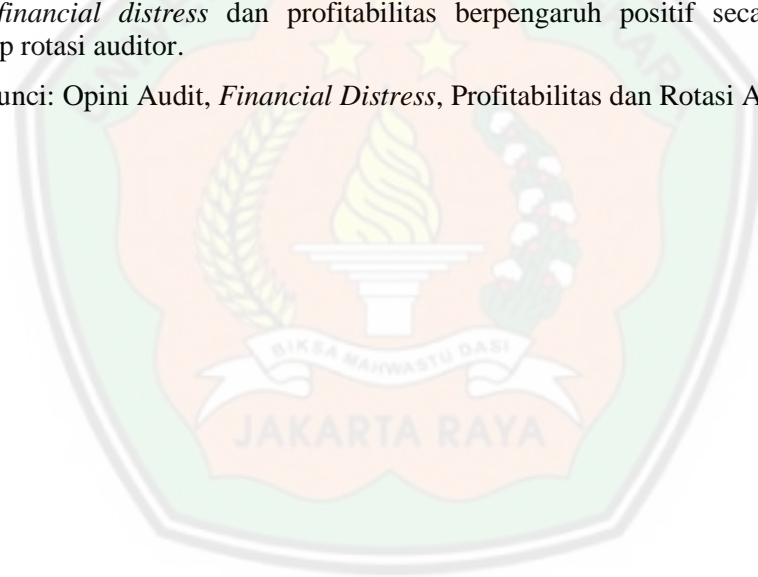 financial distress dan profitabilitas berpengaruh positif seca
p rotasi auditor.
unci: Opini Audit, Financial Distress, Profitabilitas dan Rotasi A
BIKSA MAHWASTU DASI
JAKARTA RAYA